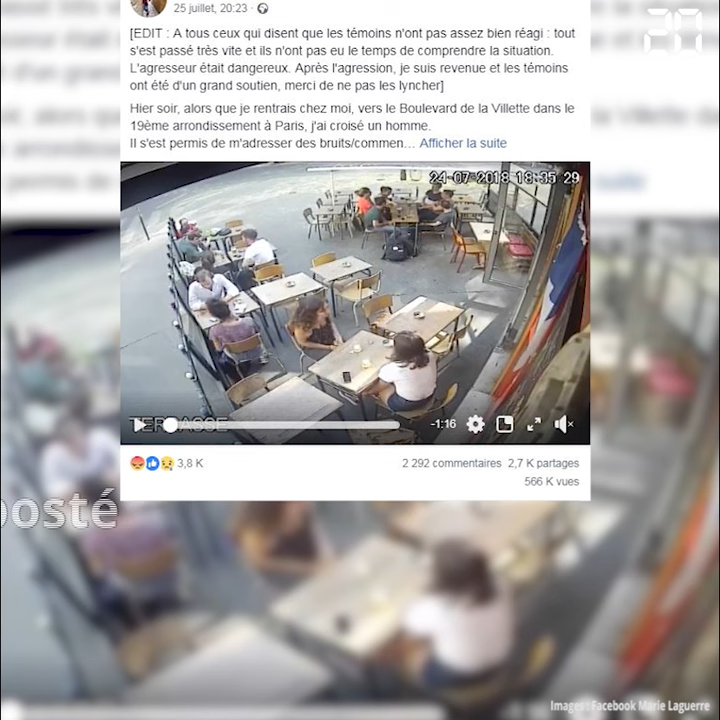 20
25 juillet, 20:23 ·
[EDIT : A tous ceux qui disent que les témoins n'ont pas assez bien réagi : tout
s'est passé très vite et ils n'ont pas eu le temps de comprendre la situation.
L'agresseur était dangereux. Après l'agression, je suis revenue et les témoins
ont été d'un grand soutien, merci de ne pas les lyncher]
Hier soir, alors que je rentrais chez moi, vers le Boulevard de la Villette dans le
19ème arrondissement à Paris, j'ai croisé un homme.
Il s'est permis de m'adresser des bruits/commen... Afficher la suite
24-07-2018 18:35 29
TERRASSE
-1:16
3,8 K
2 292 commentaires 2,7 K partages
566 K vues
posté
Images : Facebook Marie Laguerre